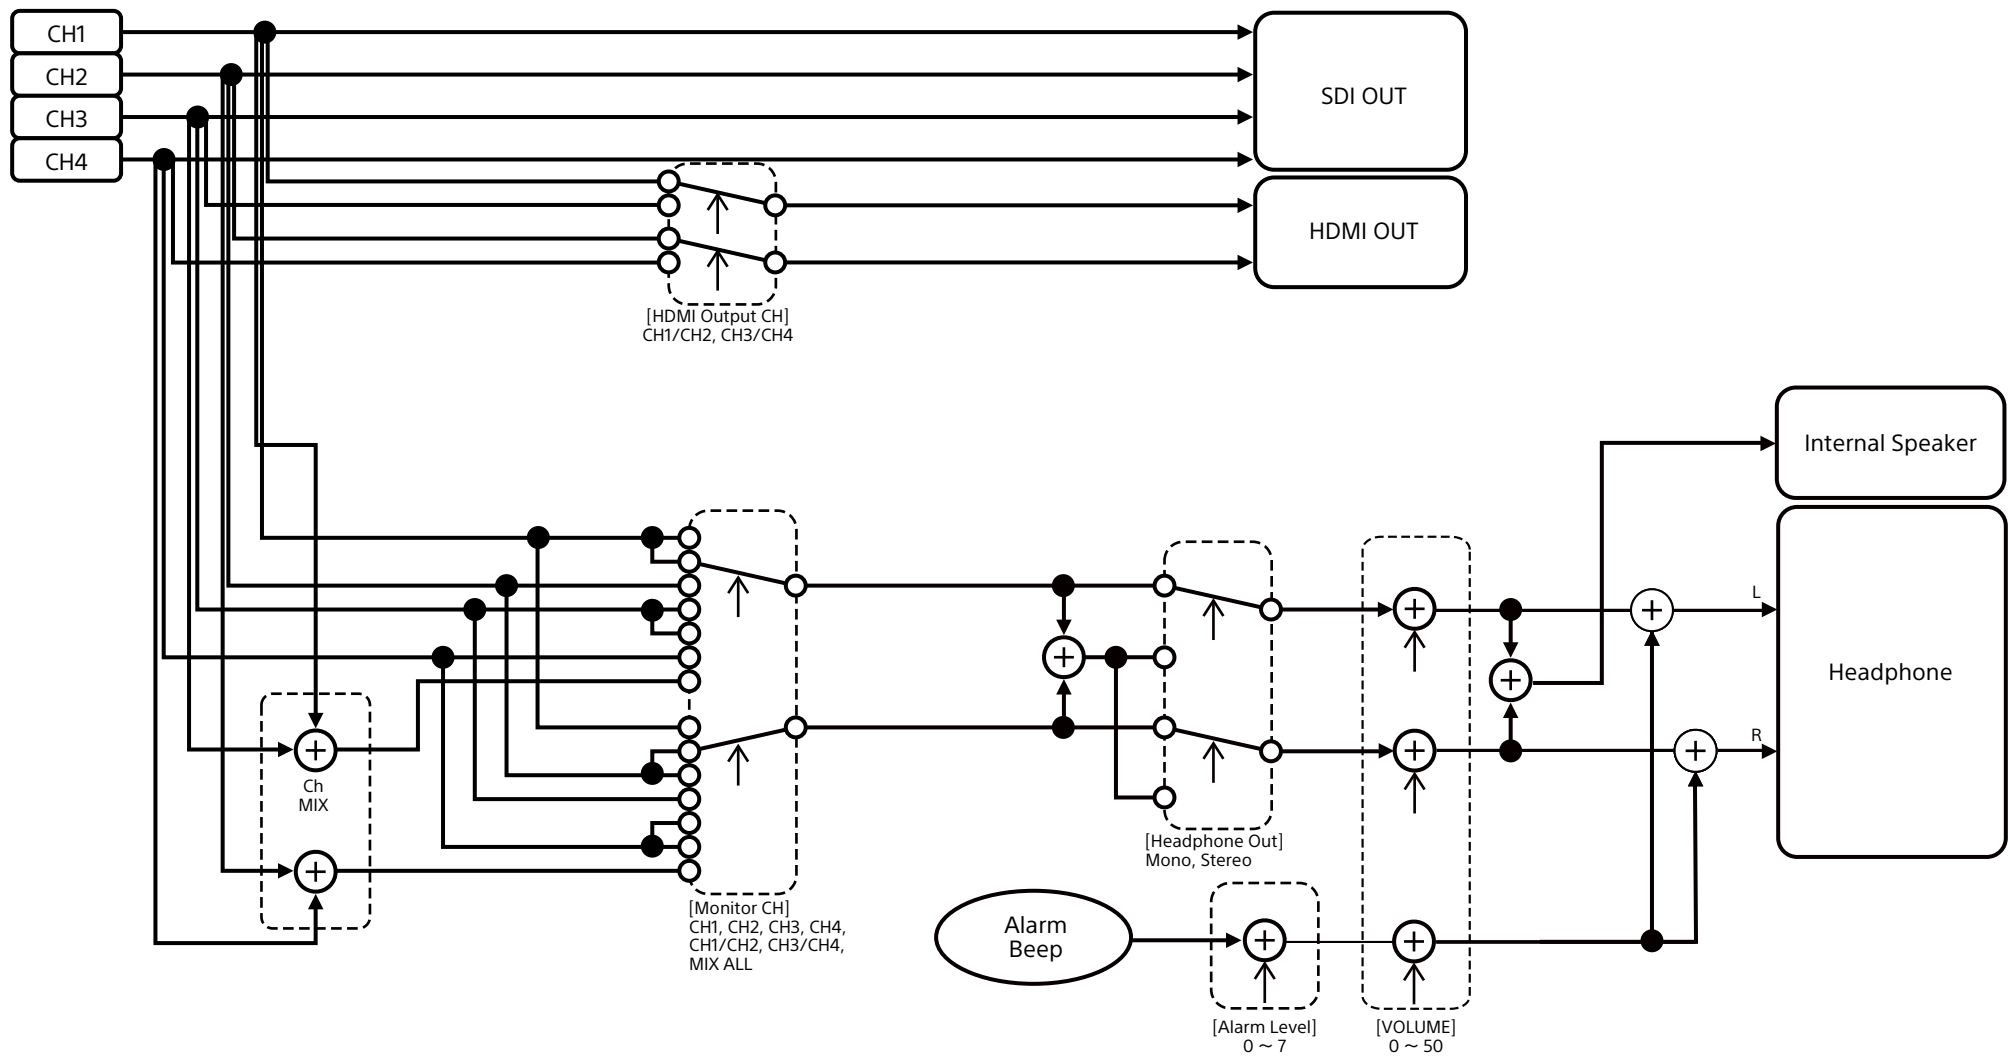 CH1
CH2
CH3
CH4
SDI OUT
HDMI OUT
[HDMI Output CH]
CH1/CH2, CH3/CH4
Internal Speaker
L
Headphone
R
Ch
MIX
[Headphone Out]
Mono, Stereo
[Monitor CH]
CH1, CH2, CH3, CH4,
CH1/CH2, CH3/CH4,
MIX ALL
Alarm
Beep
[Alarm Level]
0 ~ 7
[VOLUME]
0 ~ 50